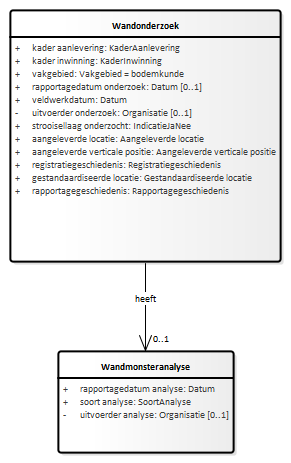 Wandonderzoek
+ kader aanlevering: KaderAanlevering
+ kader inwinning: KaderInwinning
+ vakgebied: Vakgebied = bodemkunde
+ rapportagedatum onderzoek: Datum [0..1]
+ veldwerkdatum: Datum
- uitvoerder onderzoek: Organisatie [0..1]
+ strooisellaag onderzocht: IndicatieJaNee
+ aangeleverde locatie: Aangeleverde locatie
+ aangeleverde verticale positie: Aangeleverde verticale positie
+ registratiegeschiedenis: Registratiegeschiedenis
+ gestandaardiseerde locatie: Gestandaardiseerde locatie
+ rapportagegeschiedenis: Rapportagegeschiedenis
heeft
0..1
Wandmonsteranalyse
+ rapportagedatum analyse: Datum
+ soort analyse: SoortAnalyse
- uitvoerder analyse: Organisatie [0..1]